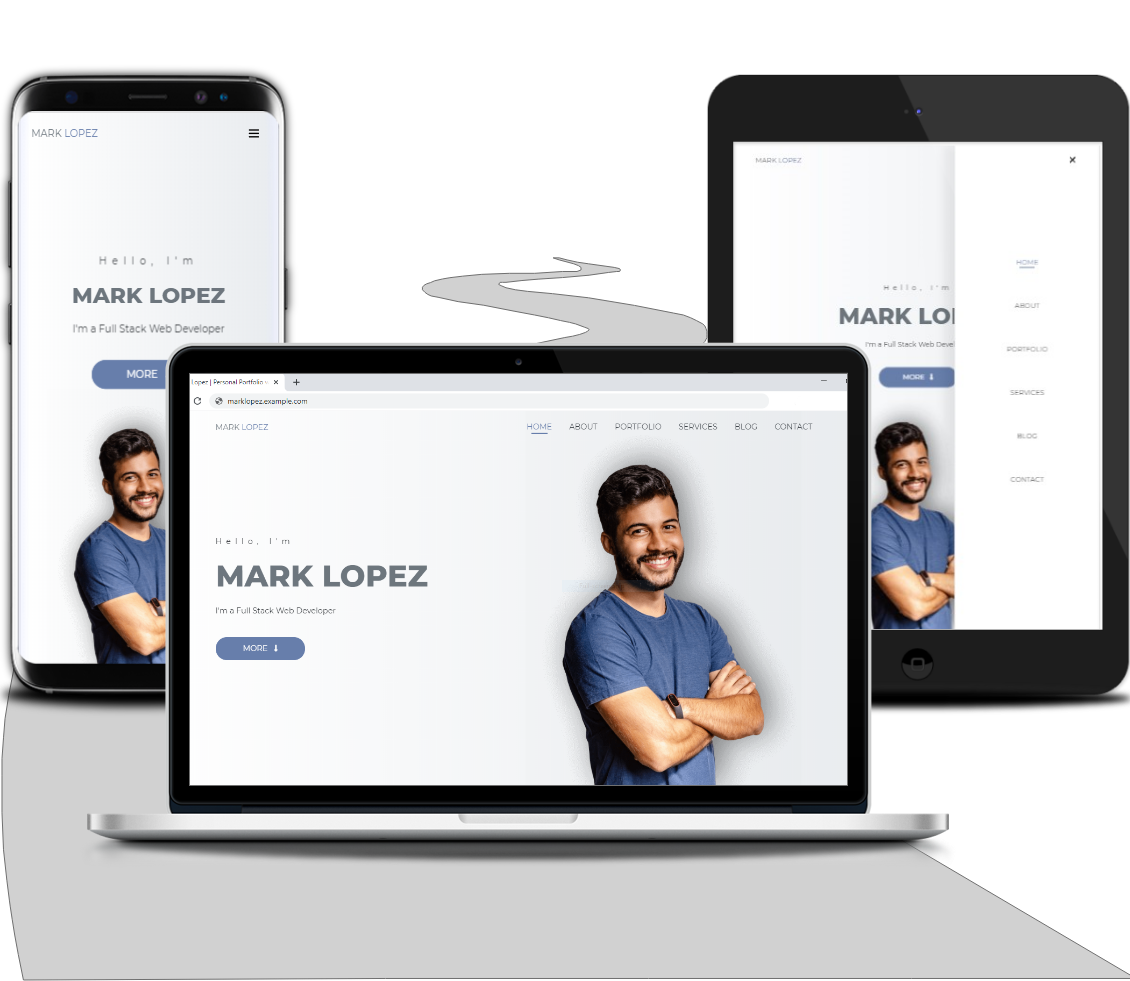 MARK LOPEZ
Hello, I'm
MARK LOPEZ
I'm a Full Stack Web Developer
MORE
MARK LOPEZ
Hello, I'm
MARK LO
I'm a Full Stack Web Devel
MORE
HOME
ABOUT
PORTFOLIO
SERVICES
BLOG
CONTACT
Lopez | Personal Portfolio
marklopez.example.com
MARK LOPEZ
HOME ABOUT PORTFOLIO SERVICES BLOG CONTACT
Hello, I'm
MARK LOPEZ
I'm a Full Stack Web Developer
MORE